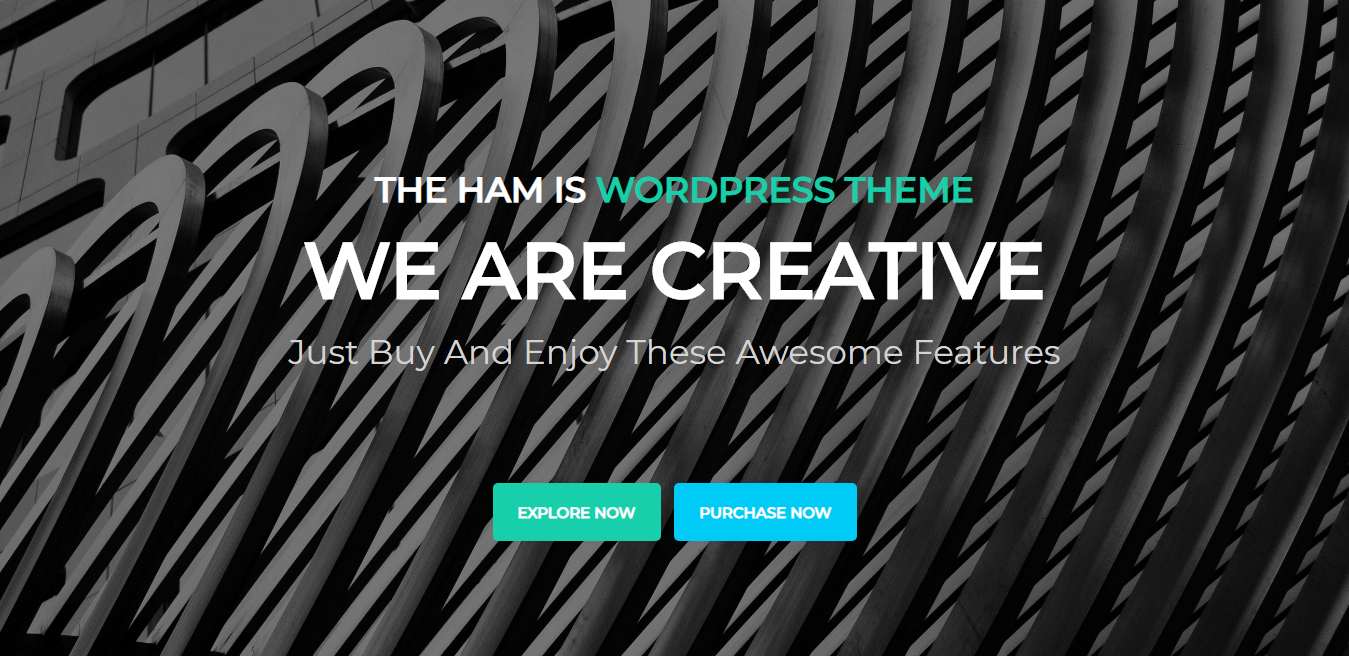 THE HAM IS WORDPRESS THEME
WE ARE CREATIVE
Just Buy And Enjoy These Awesome Features
EXPLORE NOW
PURCHASE NOW